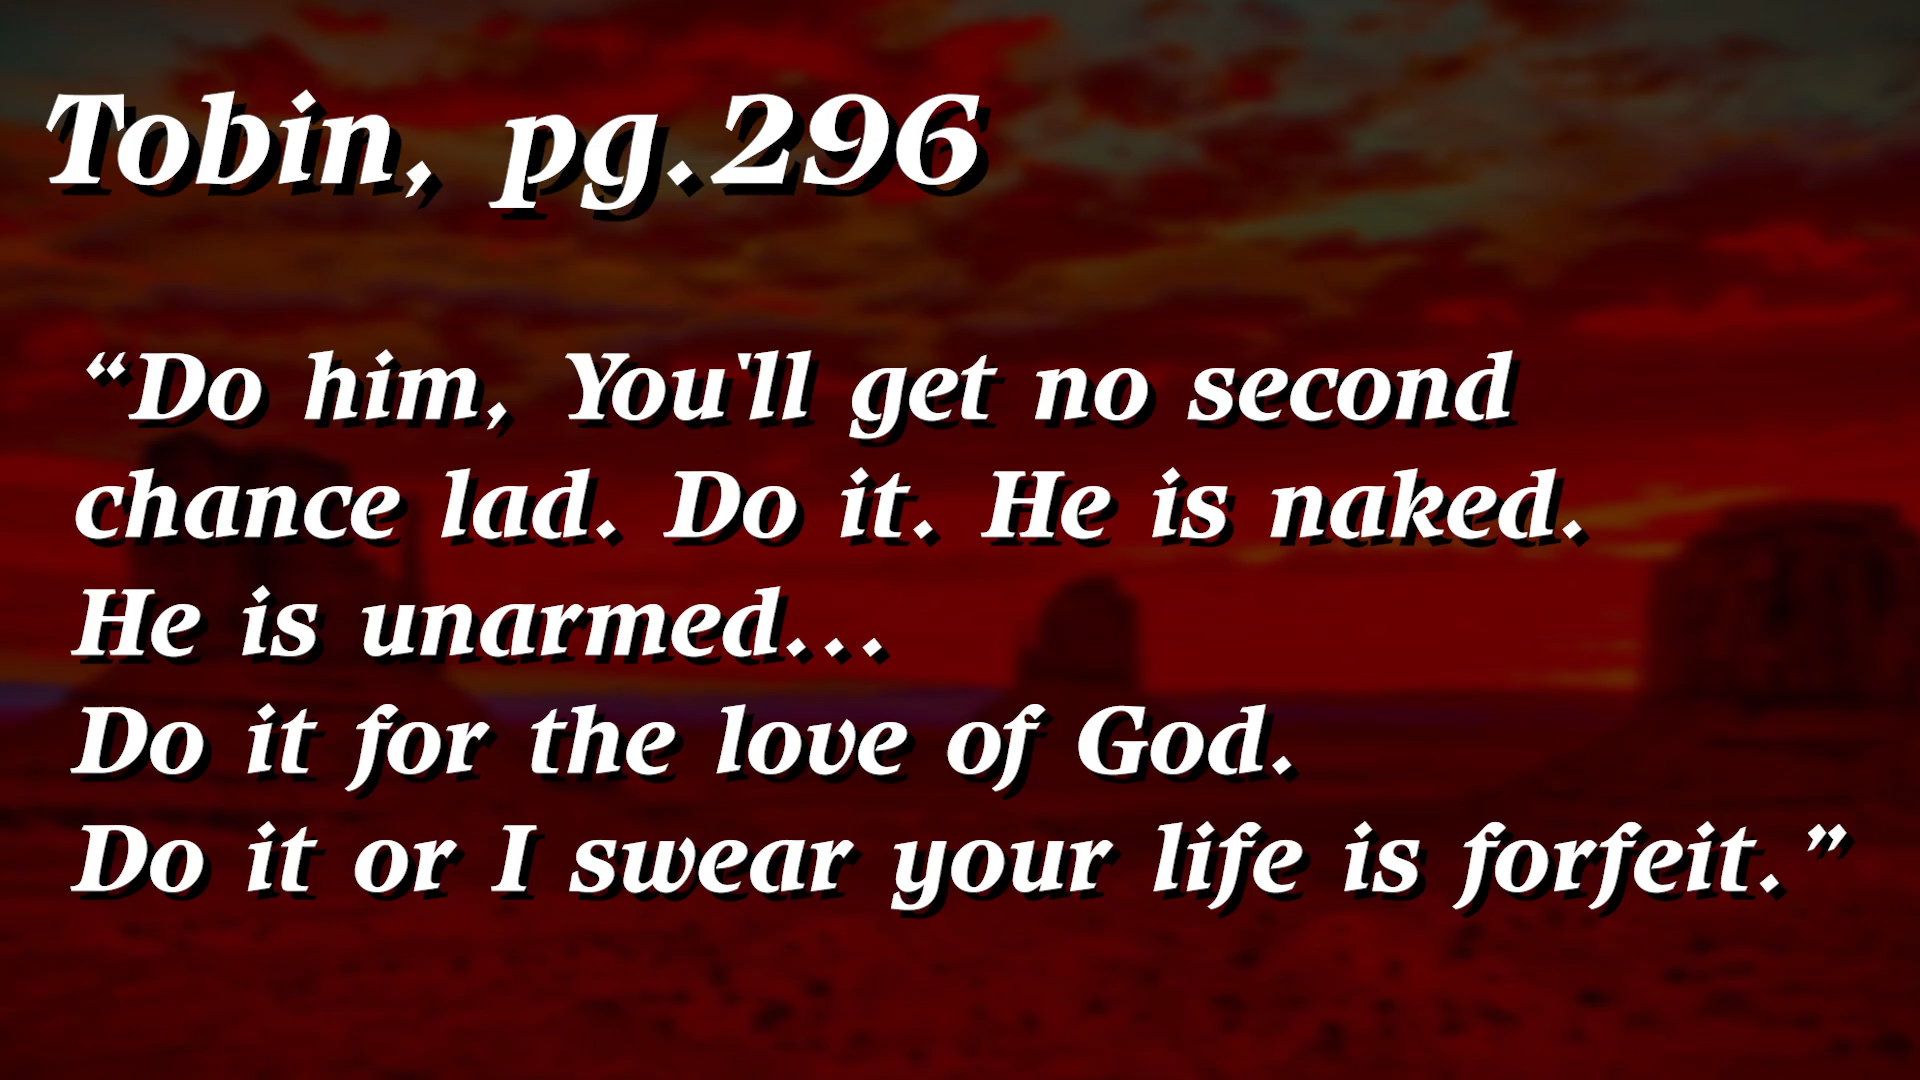 Tobin, pg.296
“Do him, You'll get no second
chance lad. Do it. He is naked.
He is unarmed...
Do it for the love of God.
Do it or I swear your life is forfeit.”